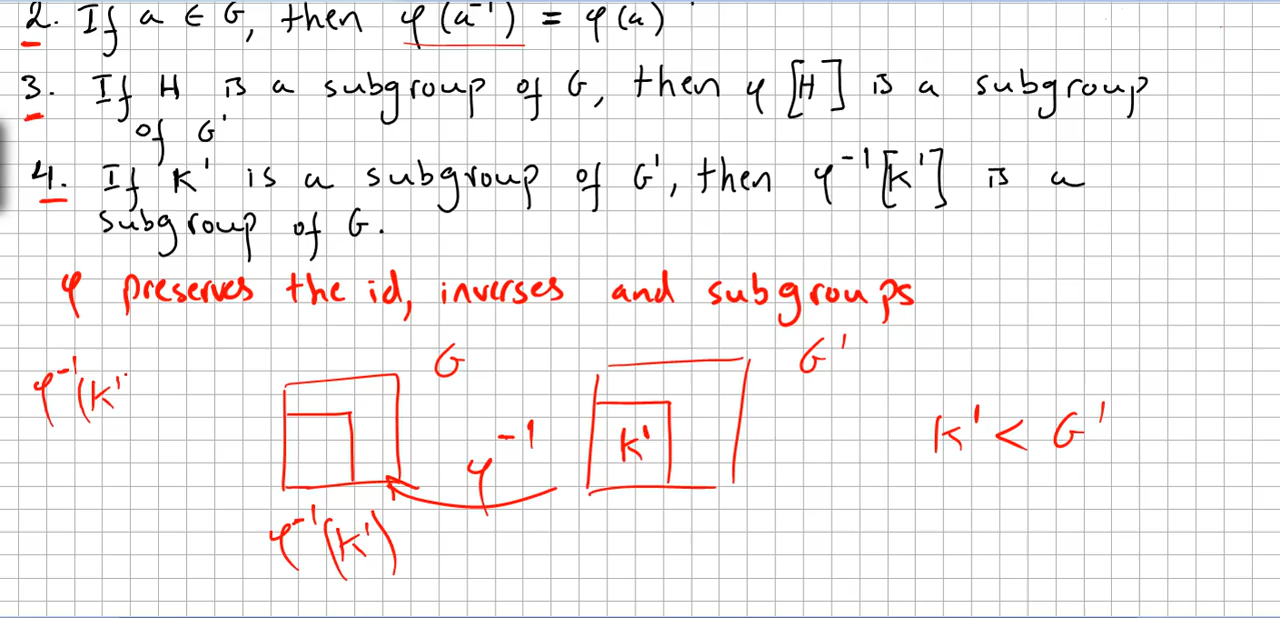 2. If a ∈ G, then φ(a⁻¹) = φ(a)
3. If H is a subgroup of G, then φ[H] is a subgroup
of G'
4. If K' is a subgroup of G', then φ⁻¹[K'] is a
subgroup of G.
φ preserves the id, inverses and subgroups
G G'
φ⁻¹(K'
K' < G'
φ⁻¹
K'
φ⁻¹(K')